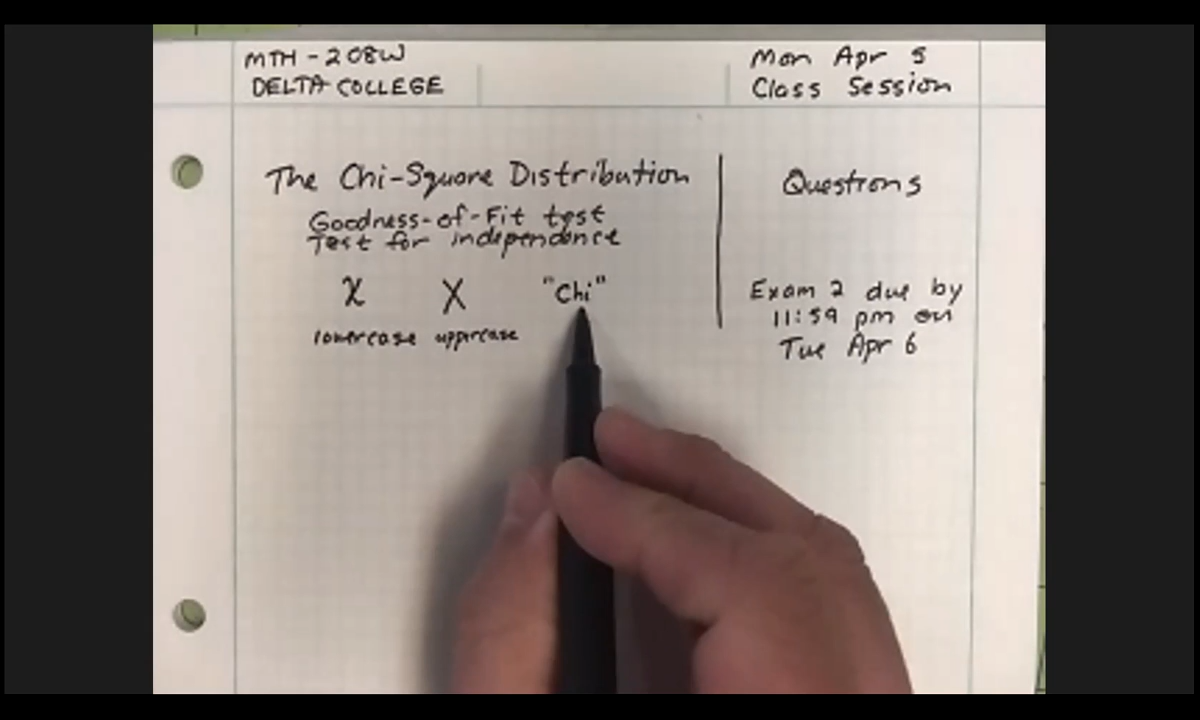 MTH - 208W
DELTA COLLEGE
Mon Apr 5
Class Session
The Chi-Square Distribution
Goodness-of-Fit test
Test for independence
χ X "Chi"
lowercase uppercase
Questions
Exam 2 due by
11:59 pm on
Tue Apr 6